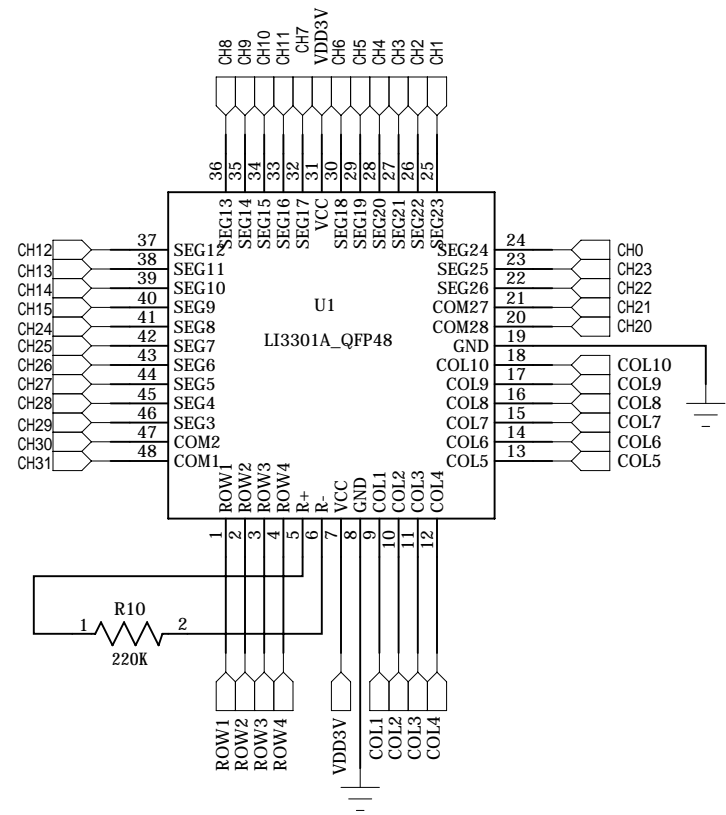 CH8 CH9 CH10 CH11 CH7 VDD3V CH6 CH5 CH4 CH3 CH2 CH1
36 35 34 33 32 31 30 29 28 27 26 25
SEG13 SEG14 SEG15 SEG16 SEG17 VCC SEG18 SEG19 SEG20 SEG21 SEG22 SEG23
CH12 37 SEG12
CH13 38 SEG11
CH14 39 SEG10
CH15 40 SEG9
CH24 41 SEG8
CH25 42 SEG7
CH26 43 SEG6
CH27 44 SEG5
CH28 45 SEG4
CH29 46 SEG3
CH30 47 COM2
CH31 48 COM1
U1
LI3301A_QFP48
SEG24 24 CH0
SEG25 23 CH23
SEG26 22 CH22
COM27 21 CH21
COM28 20 CH20
GND 19
COL10 18 COL10
COL9 17 COL9
COL8 16 COL8
COL7 15 COL7
COL6 14 COL6
COL5 13 COL5
ROW1 ROW2 ROW3 ROW4 R+ R- VCC GND COL1 COL2 COL3 COL4
1 2 3 4 5 6 7 8 9 10 11 12
R10
1 2
220K
ROW1 ROW2 ROW3 ROW4 VDD3V COL1 COL2 COL3 COL4